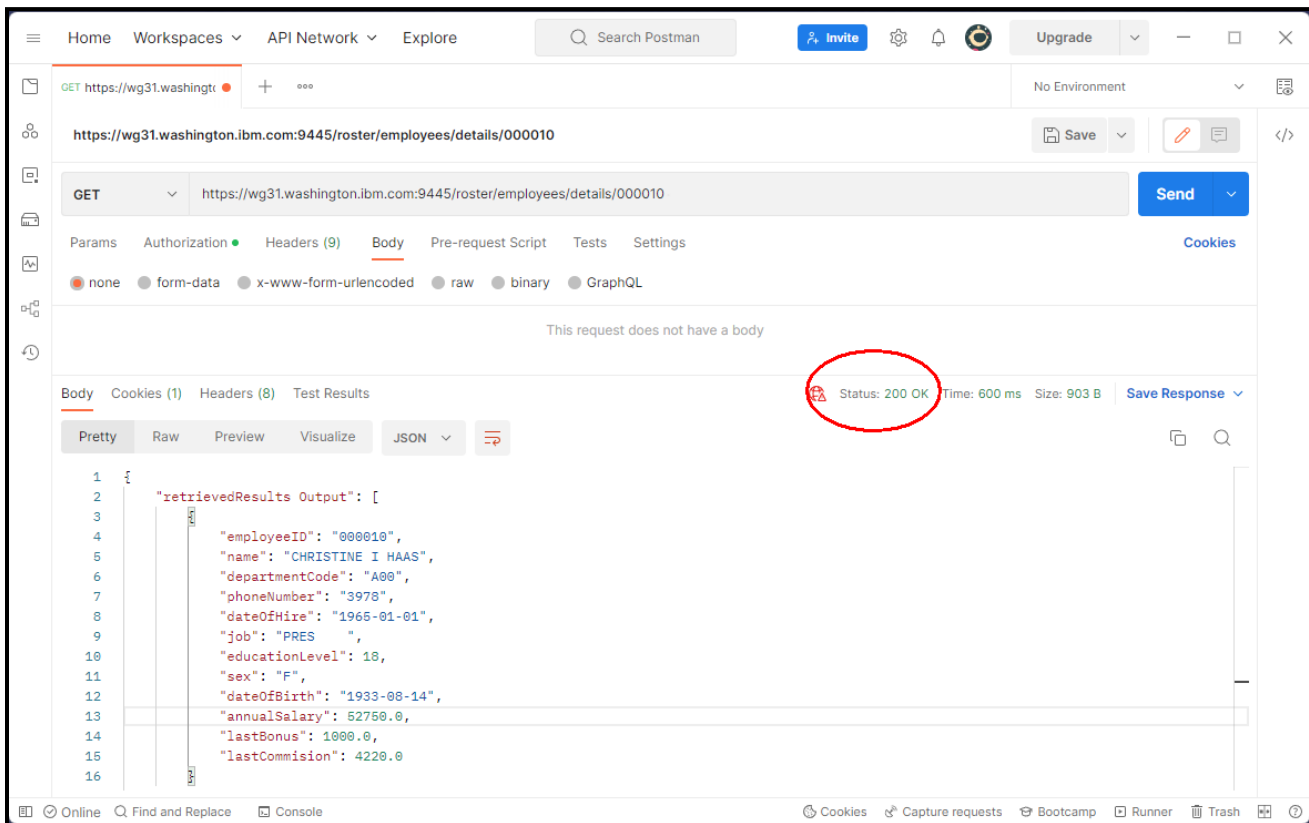 Home Workspaces API Network Explore Search Postman Invite Upgrade
GET https://wg31.washingto No Environment
https://wg31.washington.ibm.com:9445/roster/employees/details/000010 Save
GET https://wg31.washington.ibm.com:9445/roster/employees/details/000010 Send
Params Authorization Headers (9) Body Pre-request Script Tests Settings Cookies
none form-data x-www-form-urlencoded raw binary GraphQL
This request does not have a body
Body Cookies (1) Headers (8) Test Results Status: 200 OK Time: 600 ms Size: 903 B Save Response
Pretty Raw Preview Visualize JSON
1 {
2 "retrievedResults Output": [
3 {
4 "employeeID": "000010",
5 "name": "CHRISTINE I HAAS",
6 "departmentCode": "A00",
7 "phoneNumber": "3978",
8 "dateOfHire": "1965-01-01",
9 "job": "PRES    ",
10 "educationLevel": 18,
11 "sex": "F",
12 "dateOfBirth": "1933-08-14",
13 "annualSalary": 52750.0,
14 "lastBonus": 1000.0,
15 "lastCommision": 4220.0
16 }
Online Find and Replace Console Cookies Capture requests Bootcamp Runner Trash